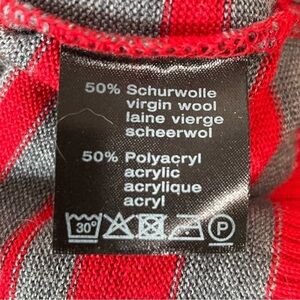 50% Schurwolle
virgin wool
laine vierge
scheerwol
50% Polyacryl
acrylic
acrylique
acryl
30° P